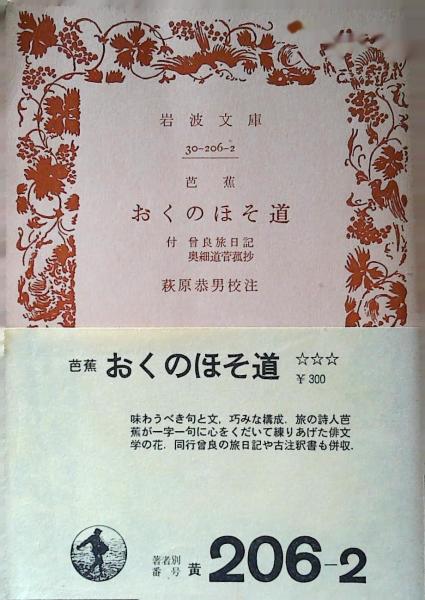 岩波文庫
30-206-2
芭蕉
おくのほそ道
付 曾良旅日記
奥細道菅菰抄
萩原恭男校注
芭蕉 おくのほそ道 ☆☆☆
¥300
味わうべき句と文，巧みな構成．旅の詩人芭
蕉が一字一句に心をくだいて練りあげた俳文
学の花．同行曾良の旅日記や古注釈書も併収．
著者別
番号 黄 206-2